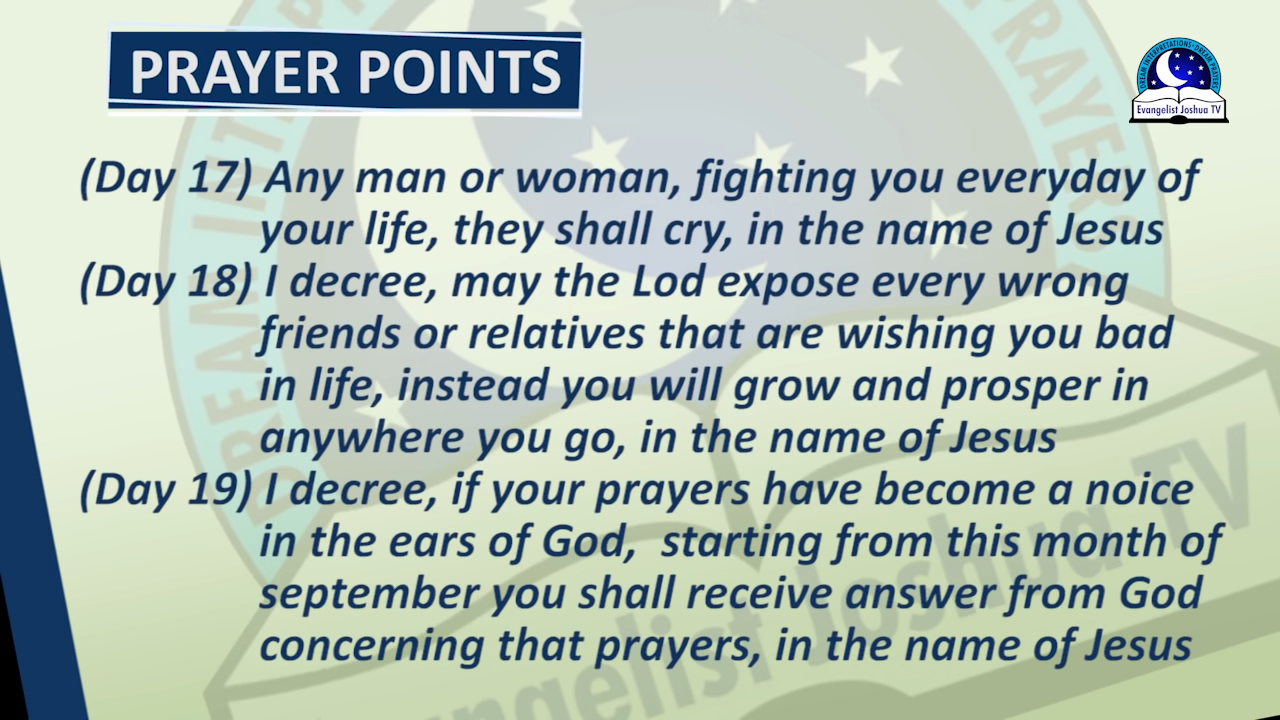 PRAYER POINTS
DREAM INTERPRETATIONS-DREAM PRAYERS
Evangelist Joshua TV
(Day 17) Any man or woman, fighting you everyday of
your life, they shall cry, in the name of Jesus
(Day 18) I decree, may the Lod expose every wrong
friends or relatives that are wishing you bad
in life, instead you will grow and prosper in
anywhere you go, in the name of Jesus
(Day 19) I decree, if your prayers have become a noice
in the ears of God, starting from this month of
september you shall receive answer from God
concerning that prayers, in the name of Jesus